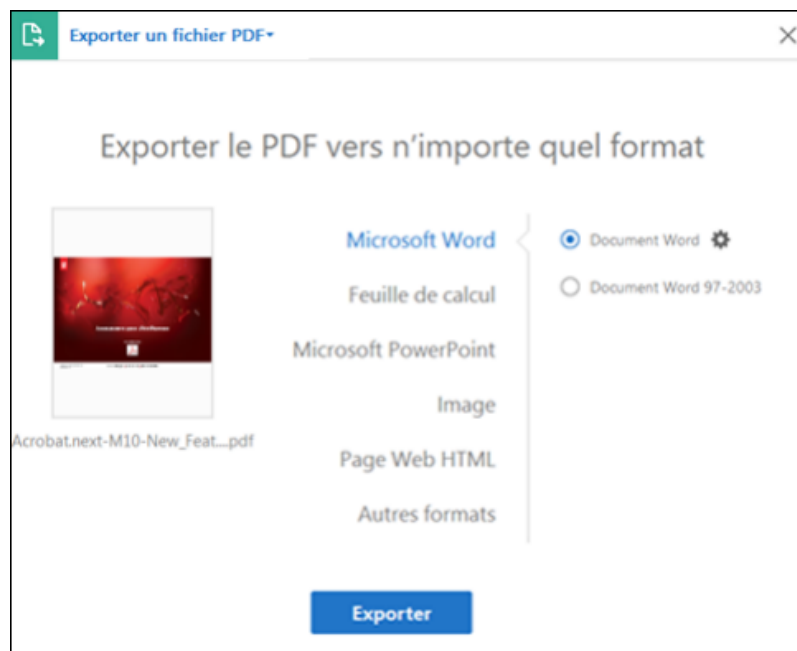 Exporter un fichier PDF
Exporter le PDF vers n'importe quel format
Microsoft Word
Feuille de calcul
Microsoft PowerPoint
Image
Page Web HTML
Autres formats
Document Word
Document Word 97-2003
Acrobat.next-M10-New_Feat....pdf
Exporter